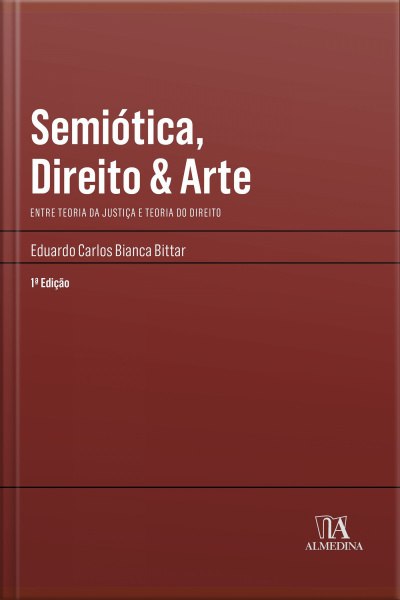 Semiótica,
Direito & Arte
ENTRE TEORIA DA JUSTIÇA E TEORIA DO DIREITO
Eduardo Carlos Bianca Bittar
1ª Edição
ALMEDINA